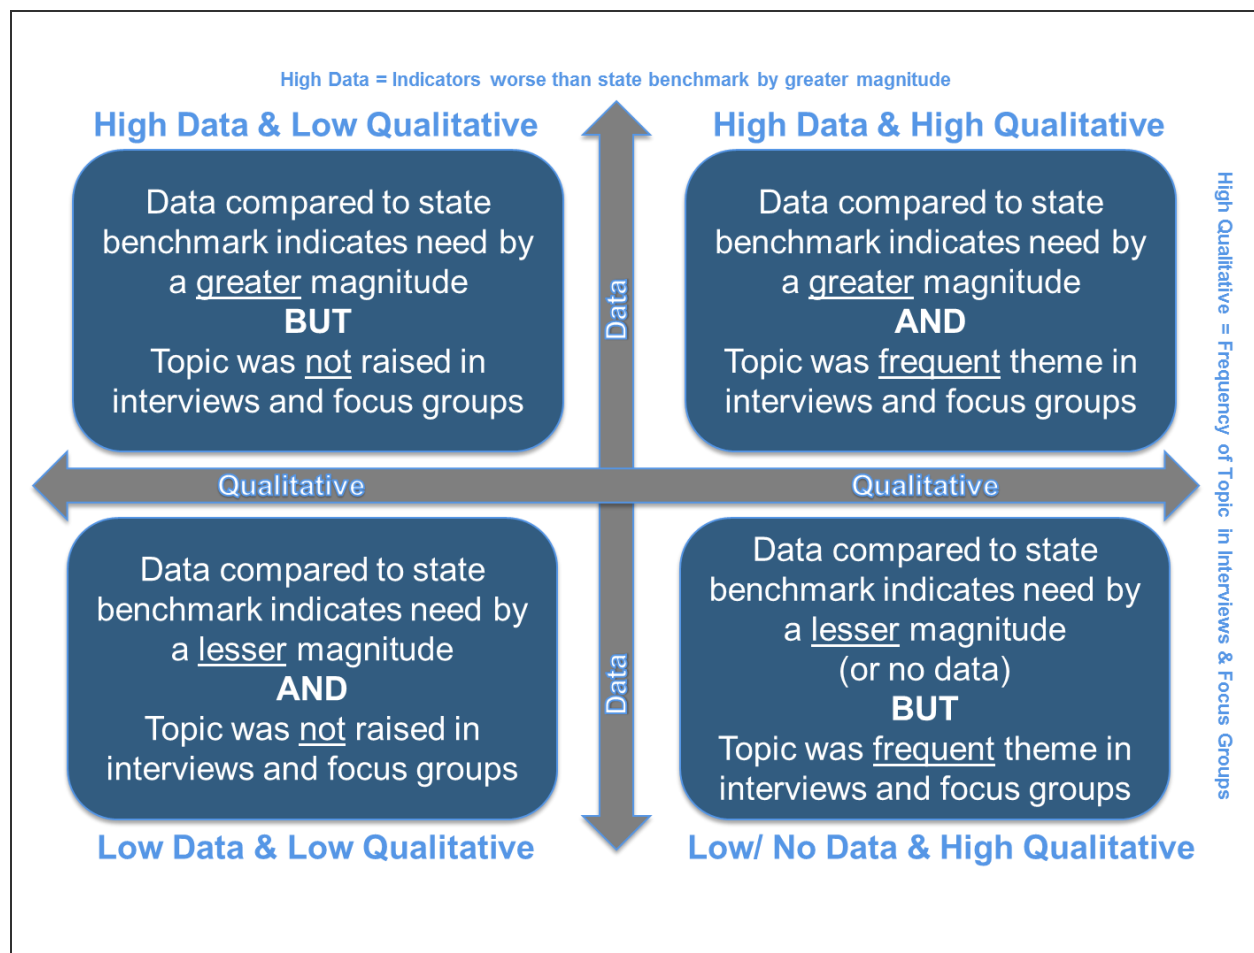 High Data = Indicators worse than state benchmark by greater magnitude
High Data & Low Qualitative
Data compared to state
benchmark indicates need by
a greater magnitude
BUT
Topic was not raised in
interviews and focus groups
High Data & High Qualitative
Data compared to state
benchmark indicates need by
a greater magnitude
AND
Topic was frequent theme in
interviews and focus groups
High Qualitative = Frequency of Topic in Interviews & Focus Groups
Data
Qualitative
Qualitative
Data
Data compared to state
benchmark indicates need by
a lesser magnitude
AND
Topic was not raised in
interviews and focus groups
Low Data & Low Qualitative
Data compared to state
benchmark indicates need by
a lesser magnitude
(or no data)
BUT
Topic was frequent theme in
interviews and focus groups
Low/ No Data & High Qualitative